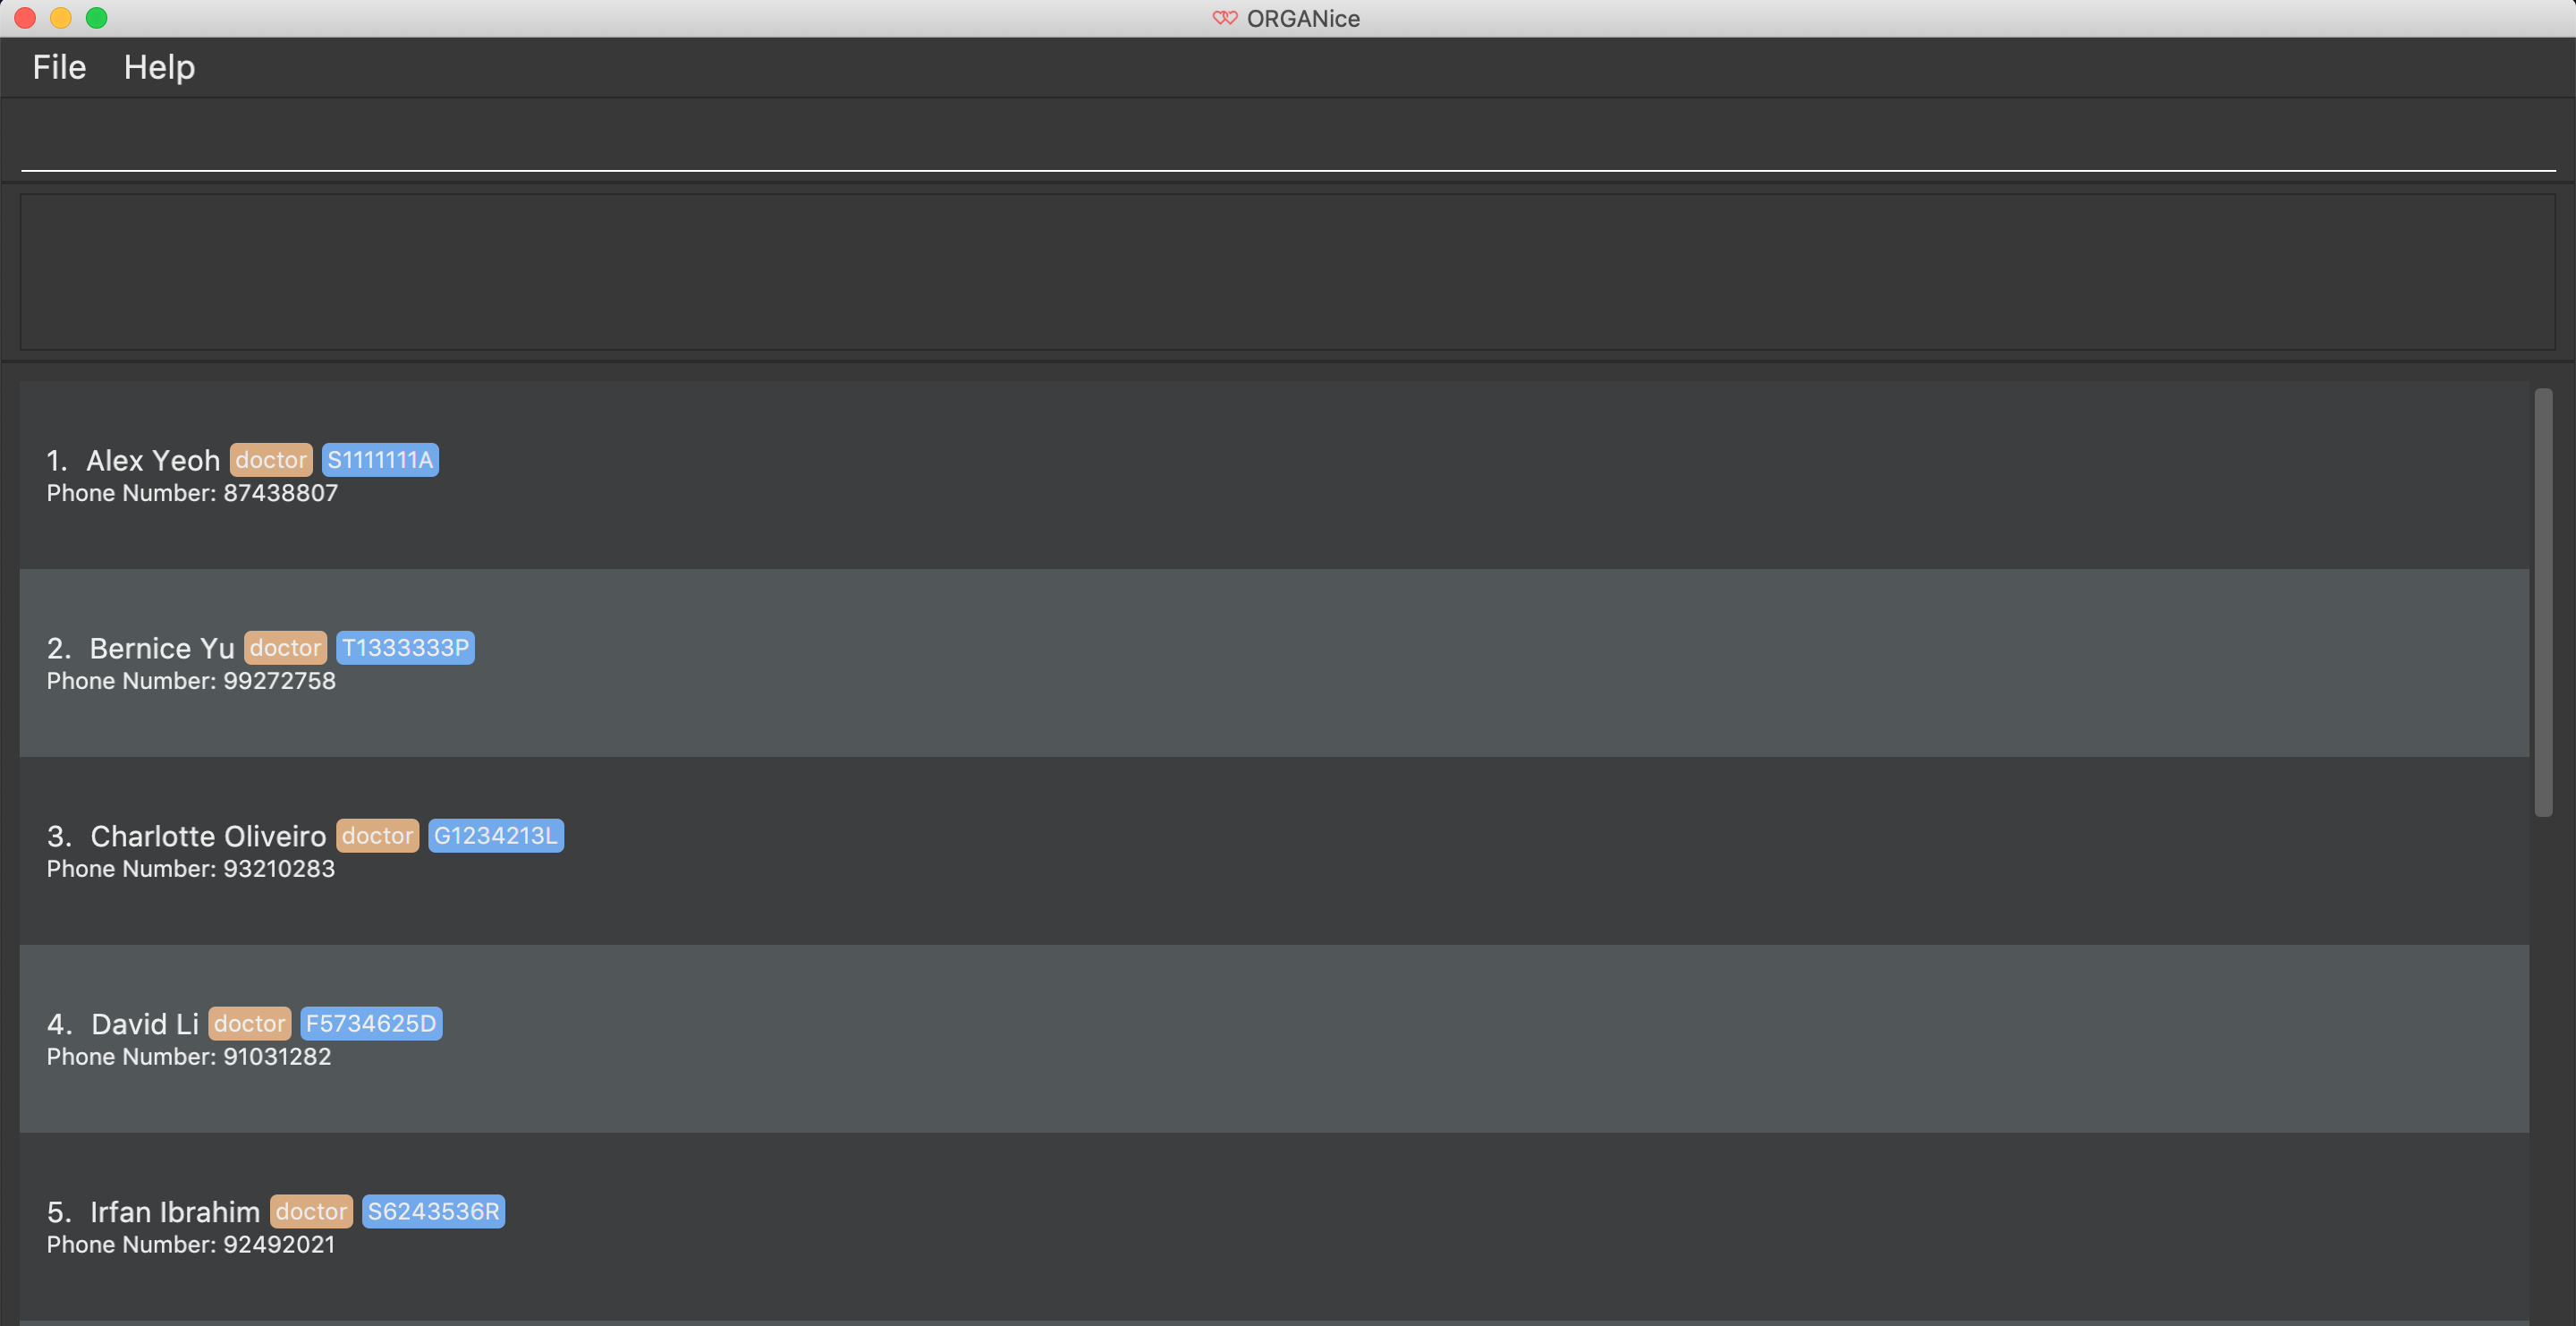 ORGANice
File Help
1. Alex Yeoh doctor S1111111A
Phone Number: 87438807
2. Bernice Yu doctor T1333333P
Phone Number: 99272758
3. Charlotte Oliveiro doctor G1234213L
Phone Number: 93210283
4. David Li doctor F5734625D
Phone Number: 91031282
5. Irfan Ibrahim doctor S6243536R
Phone Number: 92492021